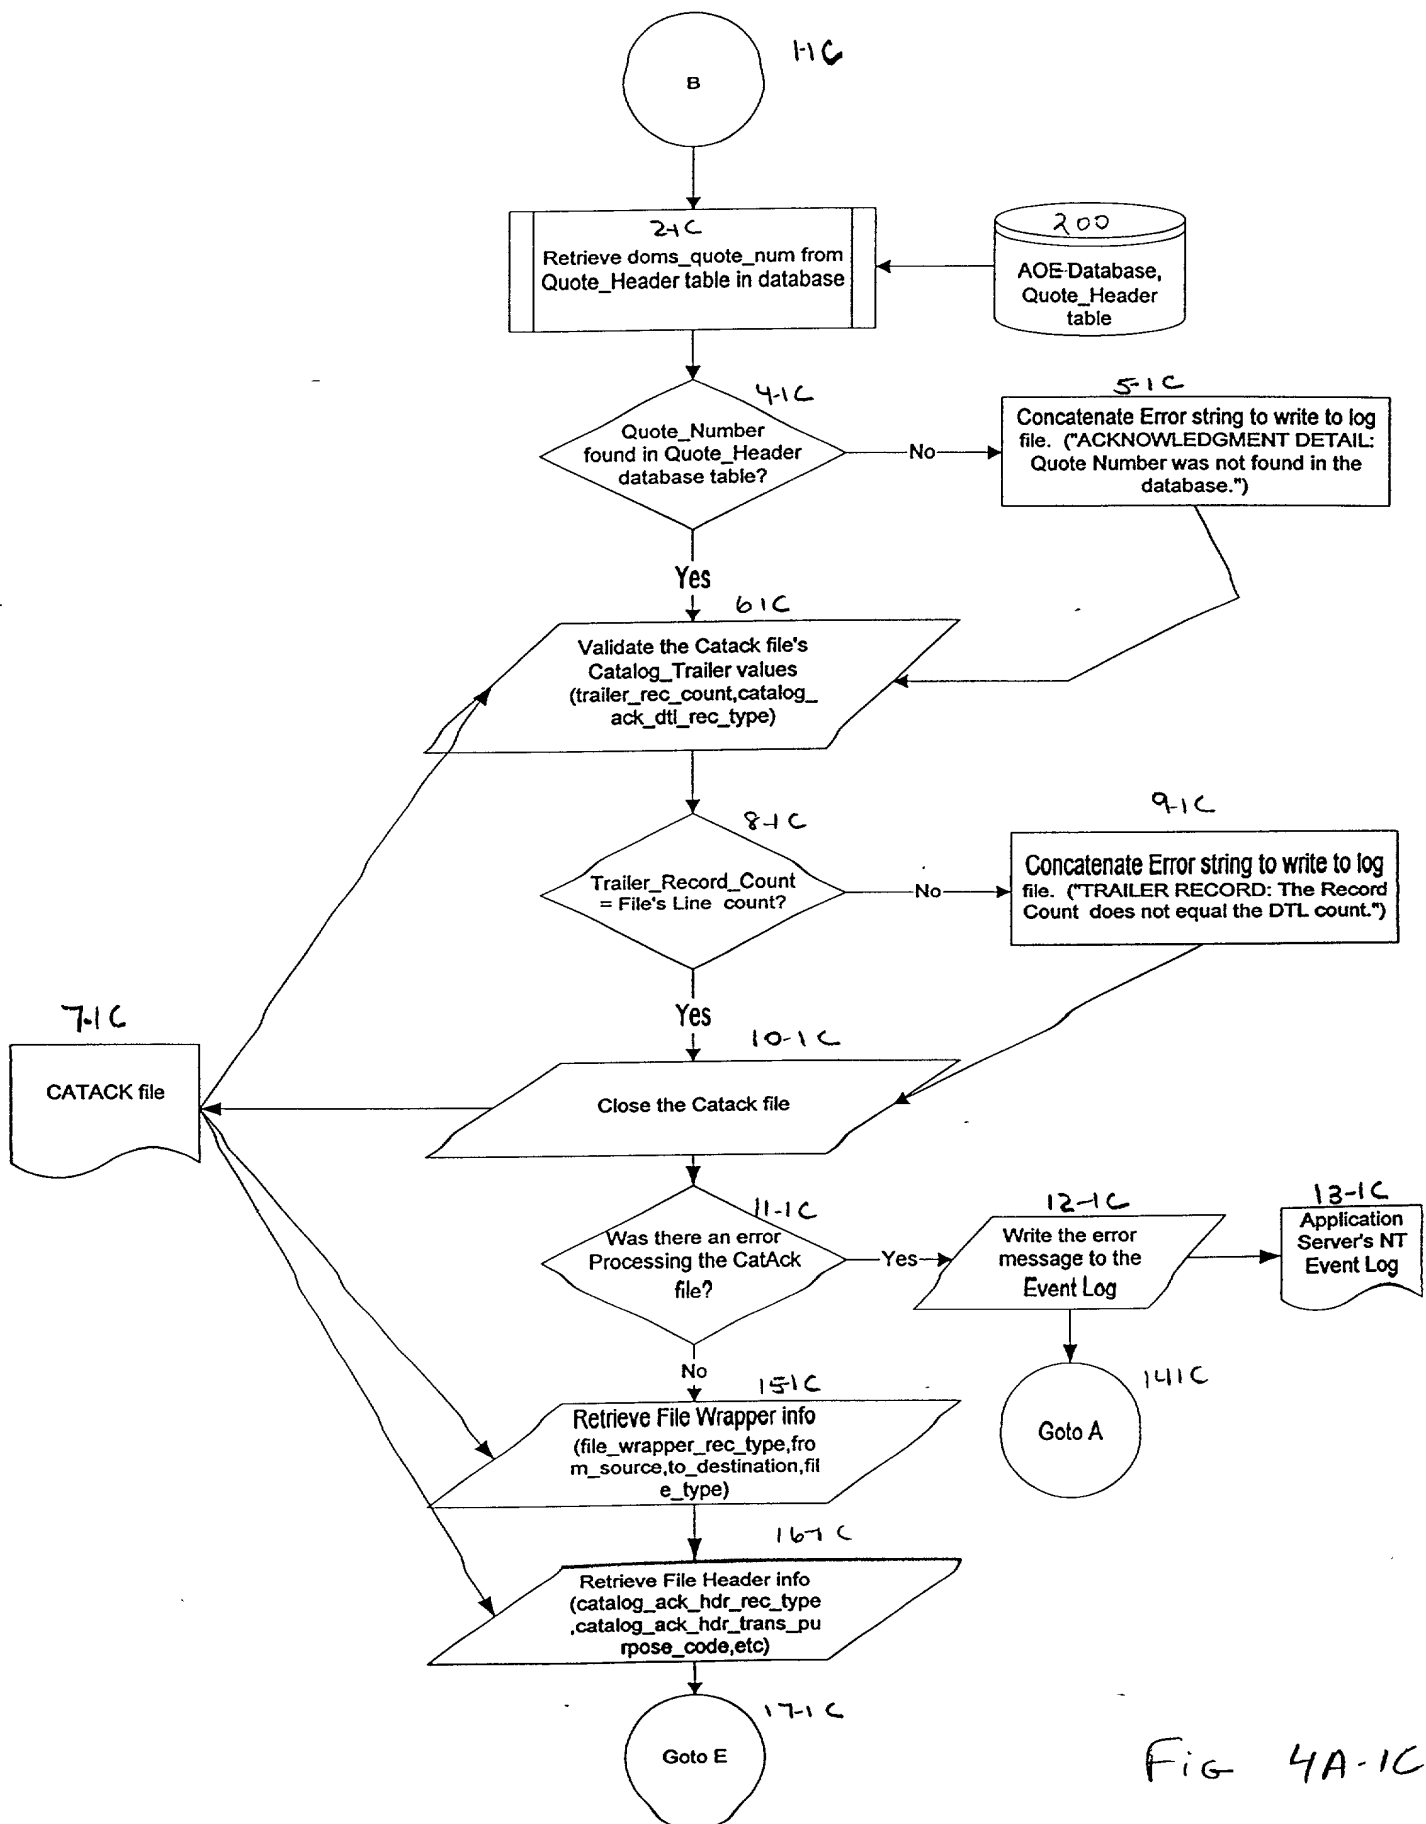 1-1C
B
2-1C
Retrieve doms_quote_num from
Quote_Header table in database
200
AOE-Database,
Quote_Header
table
4-1C
Quote_Number
found in Quote_Header
database table?
No
5-1C
Concatenate Error string to write to log
file. ("ACKNOWLEDGMENT DETAIL:
Quote Number was not found in the
database.")
Yes
6-1C
Validate the Catack file's
Catalog_Trailer values
(trailer_rec_count,catalog_
ack_dtl_rec_type)
8-1C
Trailer_Record_Count
= File's Line count?
No
9-1C
Concatenate Error string to write to log
file. ("TRAILER RECORD: The Record
Count does not equal the DTL count.")
Yes
7-1C
CATACK file
10-1C
Close the Catack file
11-1C
Was there an error
Processing the CatAck
file?
Yes
12-1C
Write the error
message to the
Event Log
13-1C
Application
Server's NT
Event Log
No
14-1C
Goto A
15-1C
Retrieve File Wrapper info
(file_wrapper_rec_type,fro
m_source,to_destination,fil
e_type)
16-1C
Retrieve File Header info
(catalog_ack_hdr_rec_type
,catalog_ack_hdr_trans_pu
rpose_code,etc)
17-1C
Goto E
Fig 4A-1C